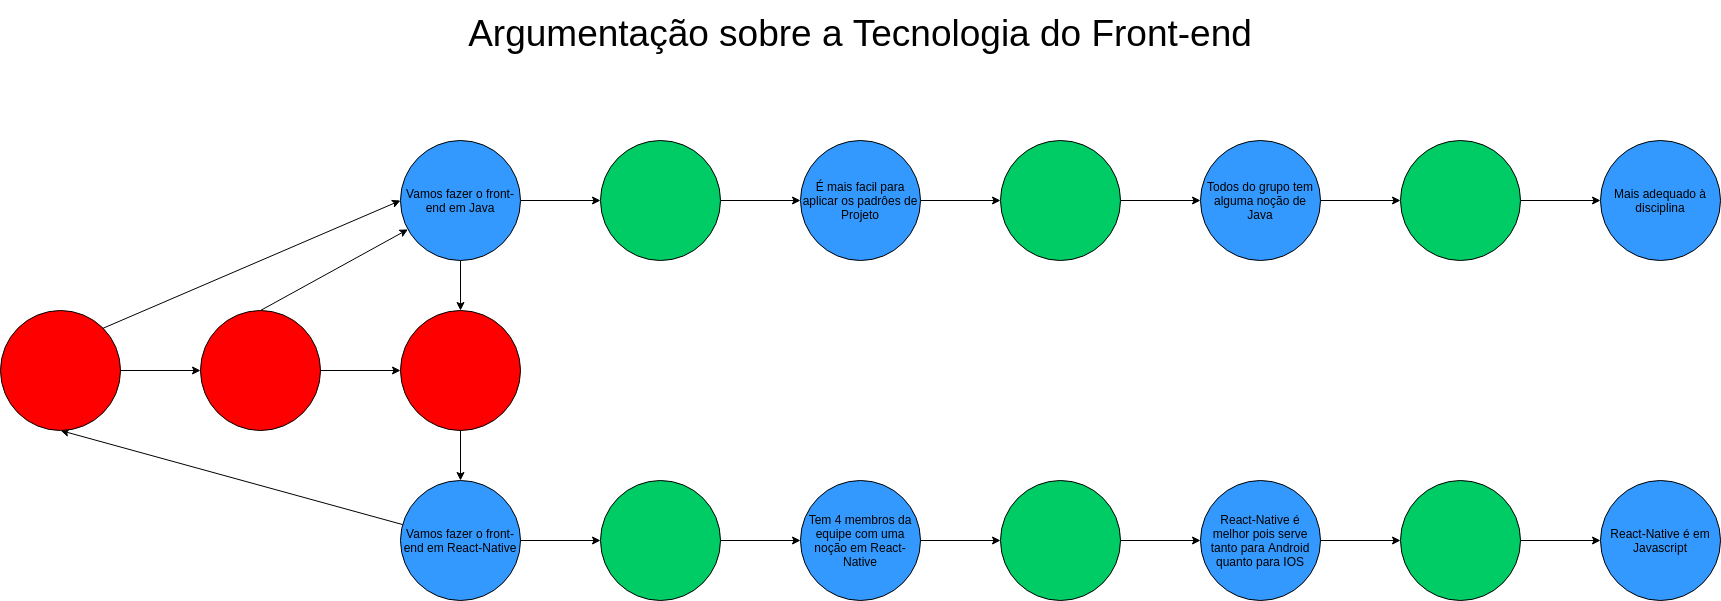 Argumentação sobre a Tecnologia do Front-end
Vamos fazer o front-
end em Java
É mais facil para
aplicar os padrôes de
Projeto
Todos do grupo tem
alguma noção de
Java
Mais adequado à
disciplina
Vamos fazer o front-
end em React-Native
Tem 4 membros da
equipe com uma
noção em React-
Native
React-Native é
melhor pois serve
tanto para Android
quanto para IOS
React-Native é em
Javascript